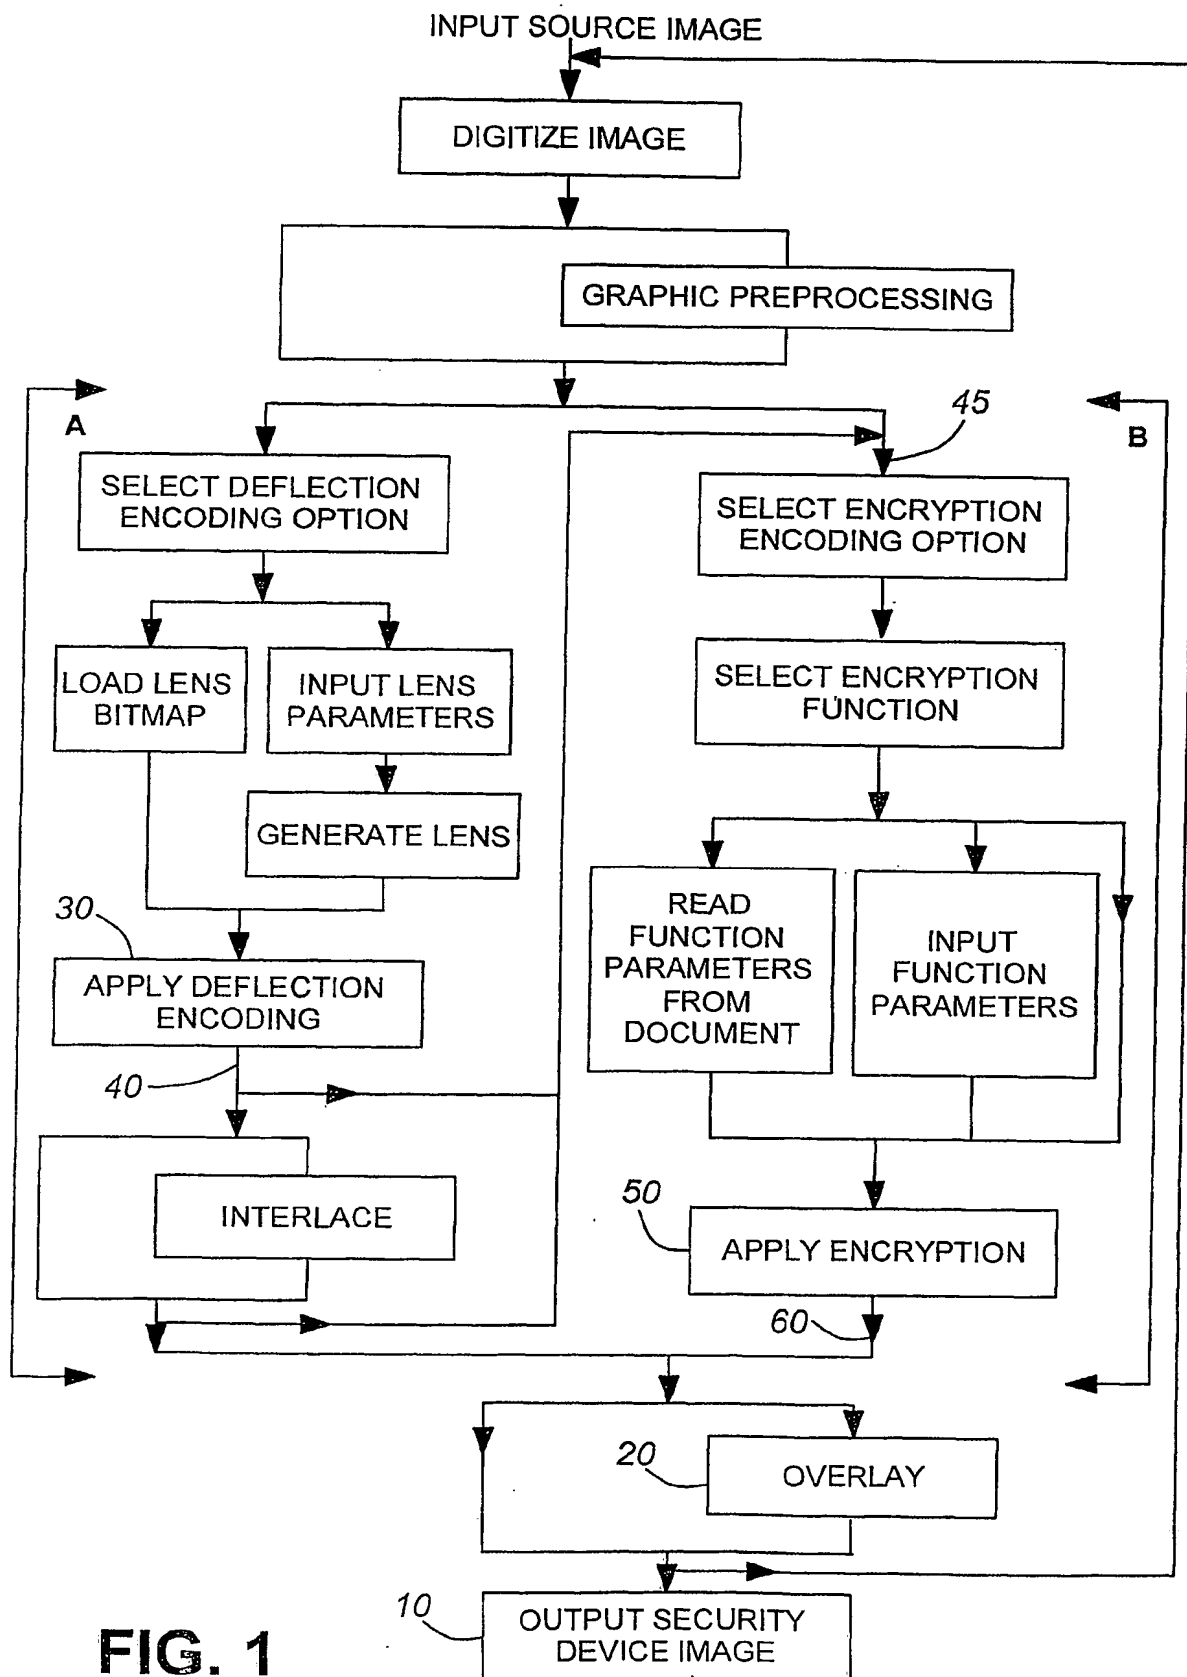 INPUT SOURCE IMAGE
DIGITIZE IMAGE
GRAPHIC PREPROCESSING
A
45
B
SELECT DEFLECTION
ENCODING OPTION
SELECT ENCRYPTION
ENCODING OPTION
LOAD LENS
BITMAP
INPUT LENS
PARAMETERS
SELECT ENCRYPTION
FUNCTION
GENERATE LENS
READ
FUNCTION
PARAMETERS
FROM
DOCUMENT
INPUT
FUNCTION
PARAMETERS
30
APPLY DEFLECTION
ENCODING
40
INTERLACE
50
APPLY ENCRYPTION
60
20
OVERLAY
10
OUTPUT SECURITY
DEVICE IMAGE
FIG. 1